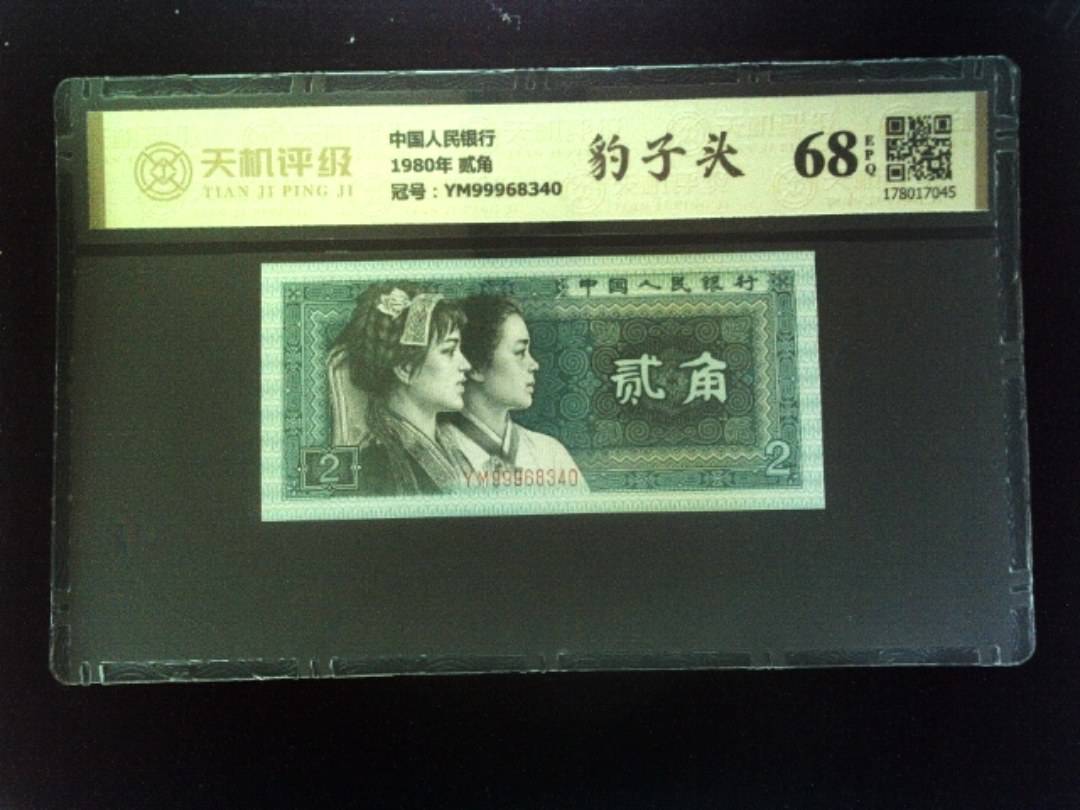 天机评级
TIAN JI PING JI
中国人民银行
1980年 贰角
冠号：YM99968340
豹子头
68
EPQ
178017045
中国人民银行
贰角
2
2
YM99968340